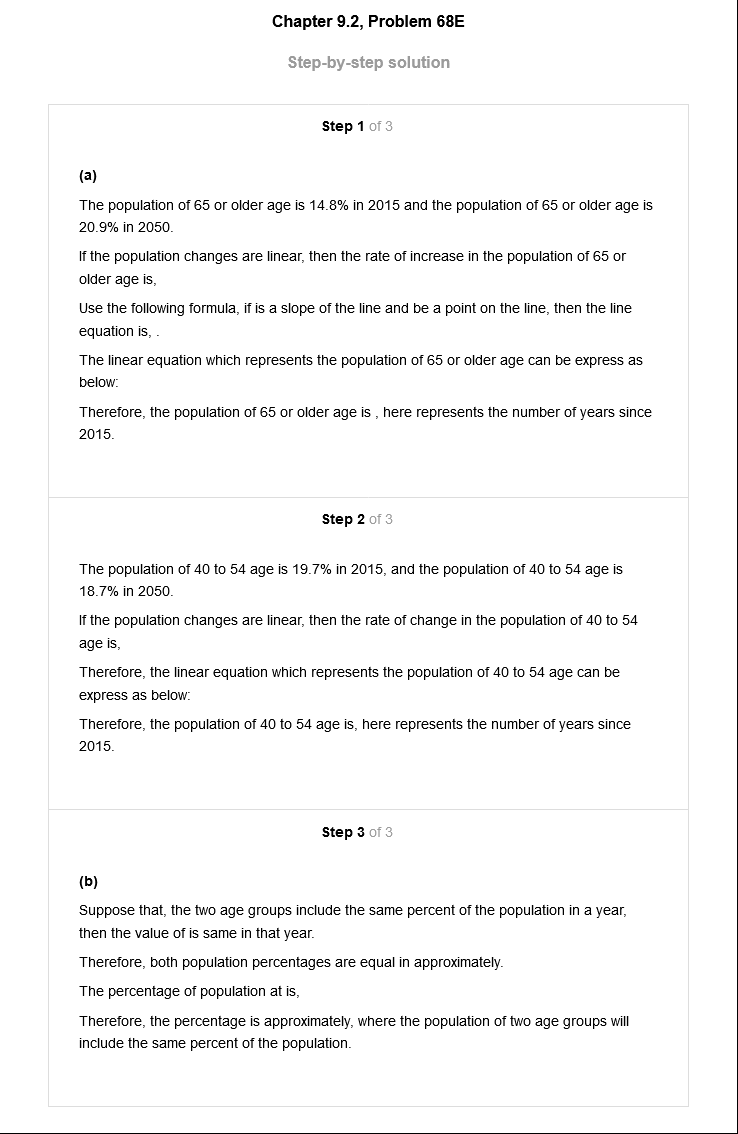 Chapter 9.2, Problem 68E
Step-by-step solution
Step 1 of 3
(a)
The population of 65 or older age is 14.8% in 2015 and the population of 65 or older age is
20.9% in 2050.
If the population changes are linear, then the rate of increase in the population of 65 or
older age is,
Use the following formula, if is a slope of the line and be a point on the line, then the line
equation is, .
The linear equation which represents the population of 65 or older age can be express as
below:
Therefore, the population of 65 or older age is , here represents the number of years since
2015.
Step 2 of 3
The population of 40 to 54 age is 19.7% in 2015, and the population of 40 to 54 age is
18.7% in 2050.
If the population changes are linear, then the rate of change in the population of 40 to 54
age is,
Therefore, the linear equation which represents the population of 40 to 54 age can be
express as below:
Therefore, the population of 40 to 54 age is, here represents the number of years since
2015.
Step 3 of 3
(b)
Suppose that, the two age groups include the same percent of the population in a year,
then the value of is same in that year.
Therefore, both population percentages are equal in approximately.
The percentage of population at is,
Therefore, the percentage is approximately, where the population of two age groups will
include the same percent of the population.